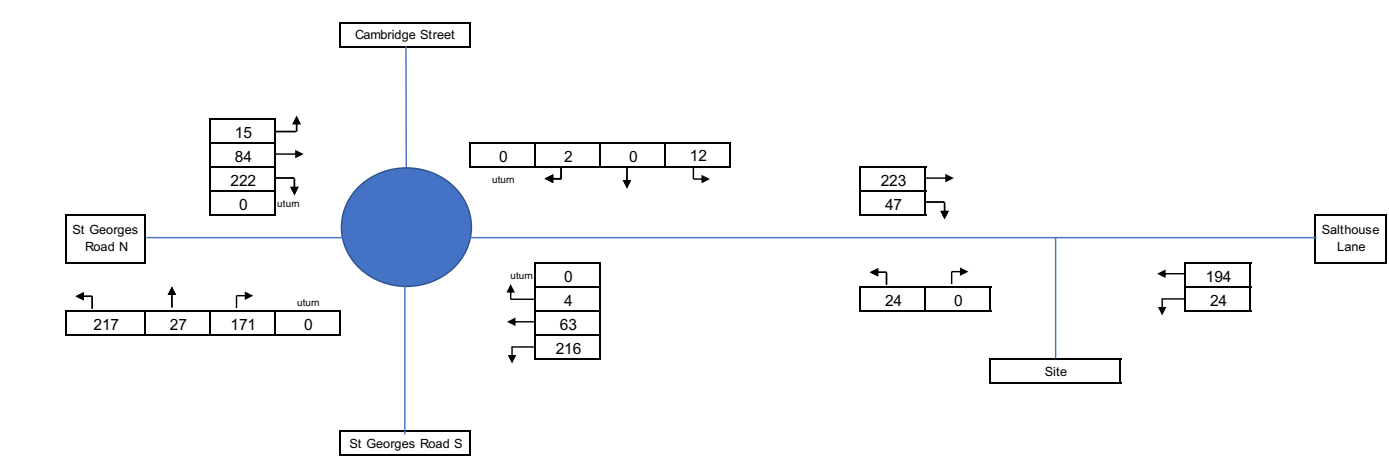 Cambridge Street
15
84
222
0
uturn
0 2 0 12
uturn
223
47
St Georges
Road N
Salthouse
Lane
217 27 171 0
uturn
uturn
0
4
63
216
24 0
194
24
Site
St Georges Road S